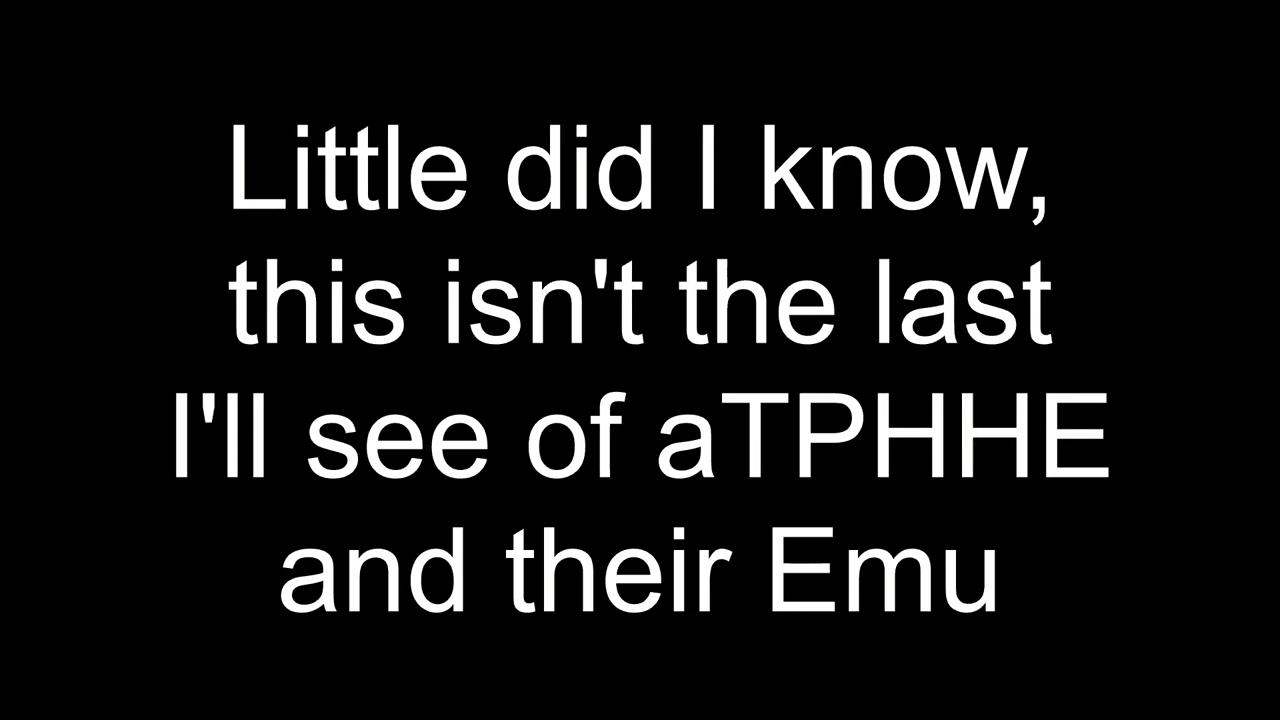 Little did I know,
this isn't the last
I'll see of aTPHHE
and their Emu